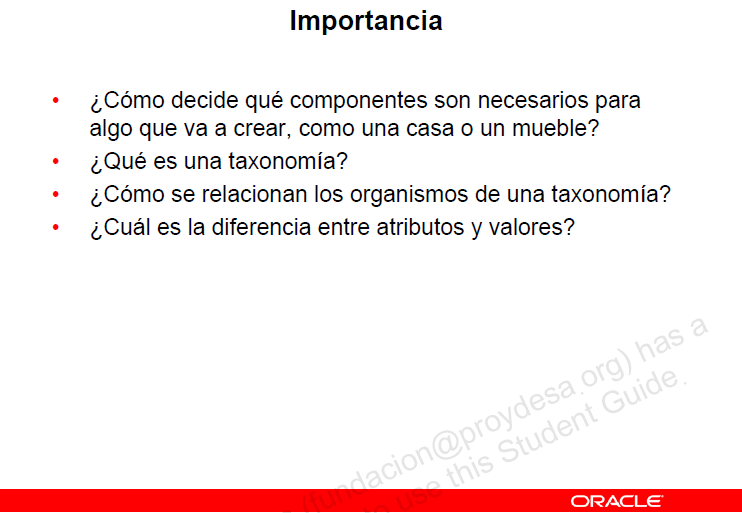 Importancia
• ¿Cómo decide qué componentes son necesarios para
algo que va a crear, como una casa o un mueble?
• ¿Qué es una taxonomía?
• ¿Cómo se relacionan los organismos de una taxonomía?
• ¿Cuál es la diferencia entre atributos y valores?
(fundacion@proydesa.org) has a
to use this Student Guide.
ORACLE